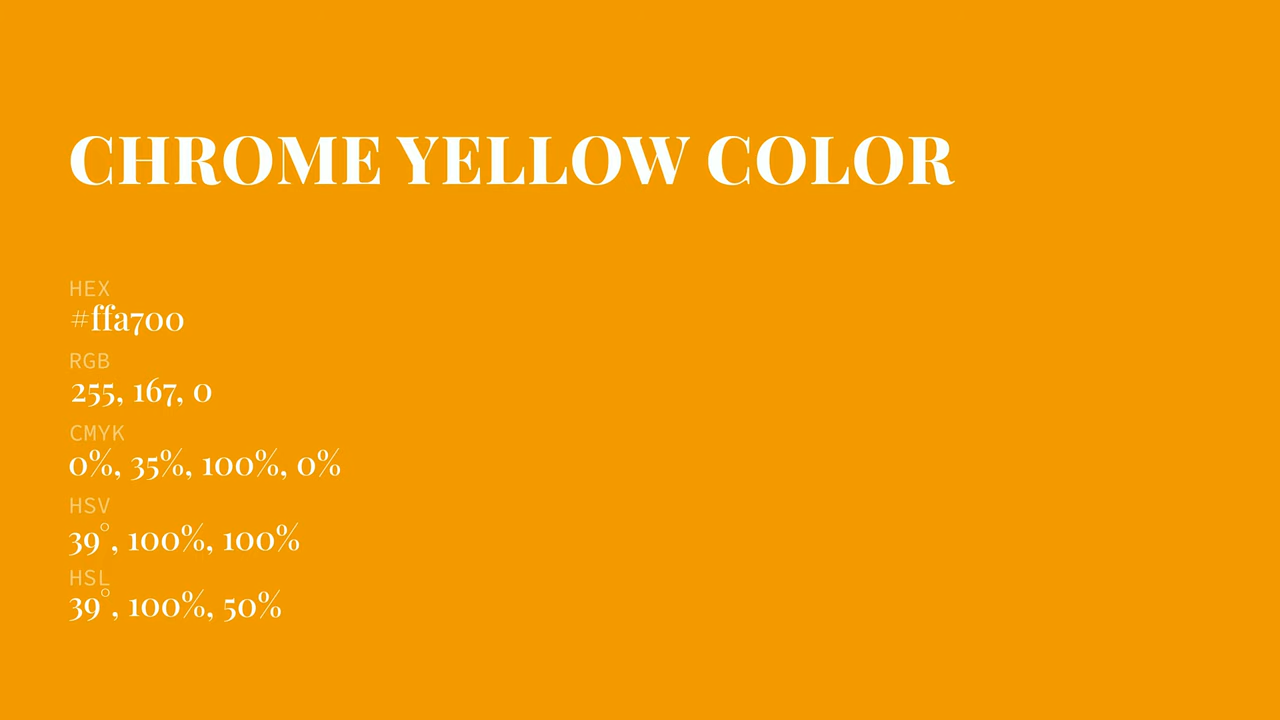 CHROME YELLOW COLOR
HEX
#ffa700
RGB
255, 167, 0
CMYK
0%, 35%, 100%, 0%
HSV
39°, 100%, 100%
HSL
39°, 100%, 50%